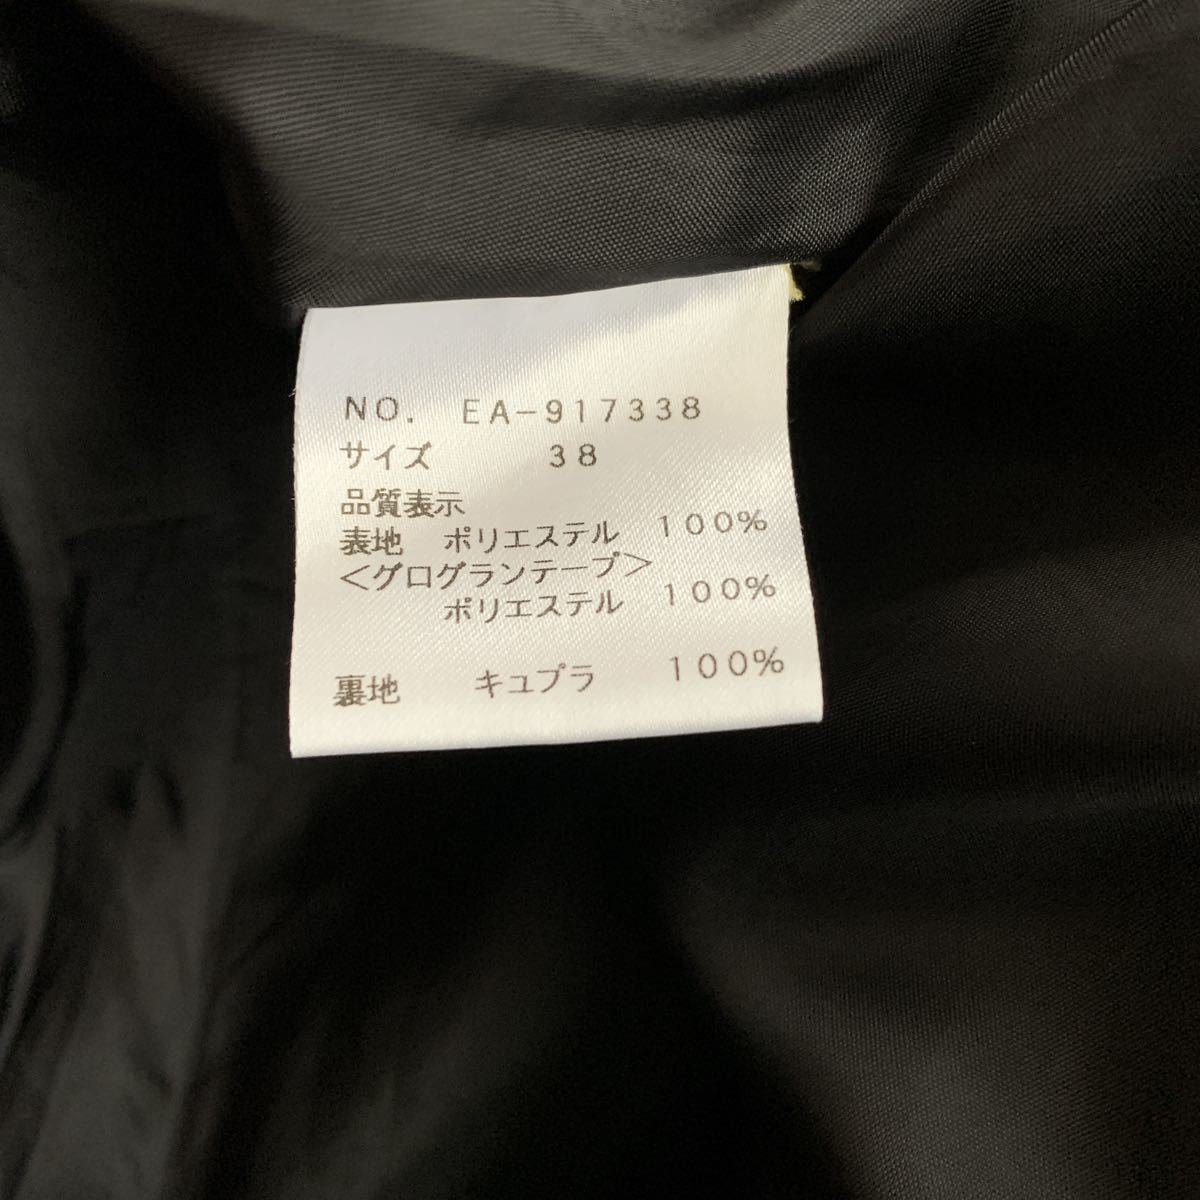 NO. EA-917338
サイズ 38
品質表示
表地 ポリエステル 100%
<グログランテープ>
ポリエステル 100%
裏地 キュプラ 100%